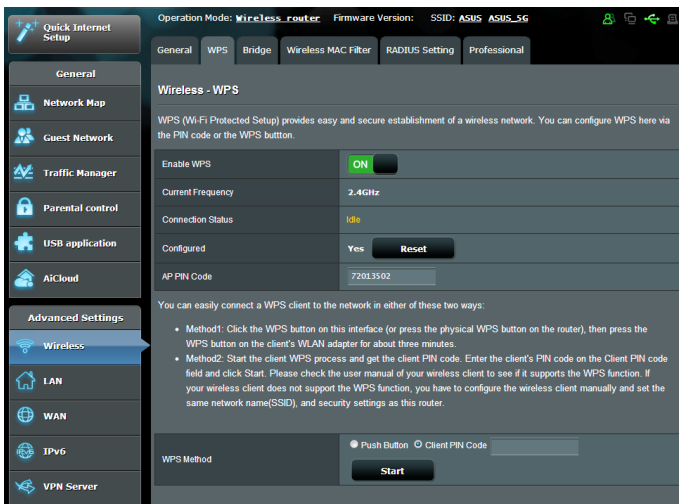 Quick Internet Setup
Operation Mode: Wireless router Firmware Version: SSID: ASUS ASUS_5G
General WPS Bridge Wireless MAC Filter RADIUS Setting Professional
General
Network Map
Guest Network
Traffic Manager
Parental control
USB application
AiCloud
Advanced Settings
Wireless
LAN
WAN
IPv6
VPN Server
Wireless - WPS
WPS (Wi-Fi Protected Setup) provides easy and secure establishment of a wireless network. You can configure WPS here via
the PIN code or the WPS buttton.
Enable WPS ON
Current Frequency 2.4GHz
Connection Status Idle
Configured Yes Reset
AP PIN Code 72013502
You can easily connect a WPS client to the network in either of these two ways:
• Method1: Click the WPS button on this interface (or press the physical WPS button on the router), then press the
WPS button on the client's WLAN adapter for about three minutes.
• Method2: Start the client WPS process and get the client PIN code. Enter the client's PIN code on the Client PIN code
field and click Start. Please check the user manual of your wireless client to see if it supports the WPS function. If
your wireless client does not support the WPS function, you have to configure the wireless client manually and set the
same network name(SSID), and security settings as this router.
WPS Method Push Button Client PIN Code
Start